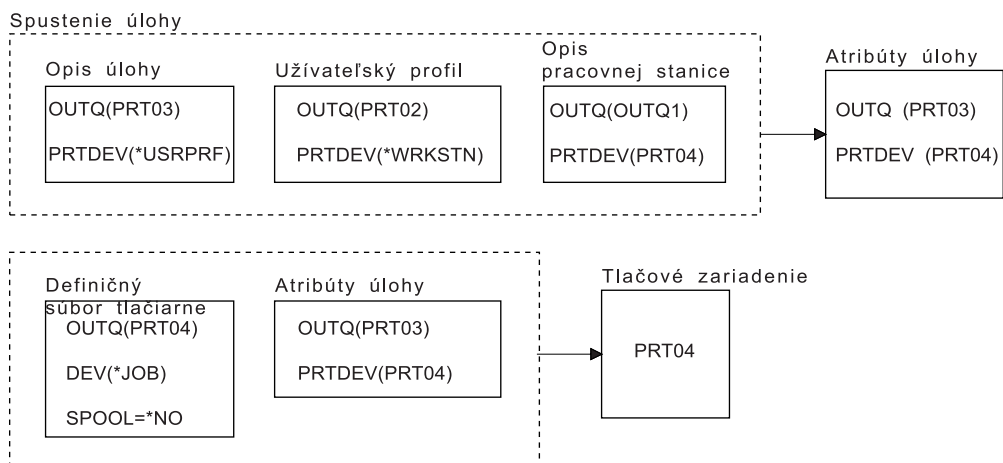 Spustenie úlohy
Opis úlohy
OUTQ(PRT03)
PRTDEV(*USRPRF)
Užívateľský profil
OUTQ(PRT02)
PRTDEV(*WRKSTN)
Opis
pracovnej stanice
OUTQ(OUTQ1)
PRTDEV(PRT04)
Atribúty úlohy
OUTQ (PRT03)
PRTDEV (PRT04)
Definičný
súbor tlačiarne
OUTQ(PRT04)
DEV(*JOB)
SPOOL=*NO
Atribúty úlohy
OUTQ(PRT03)
PRTDEV(PRT04)
Tlačové zariadenie
PRT04